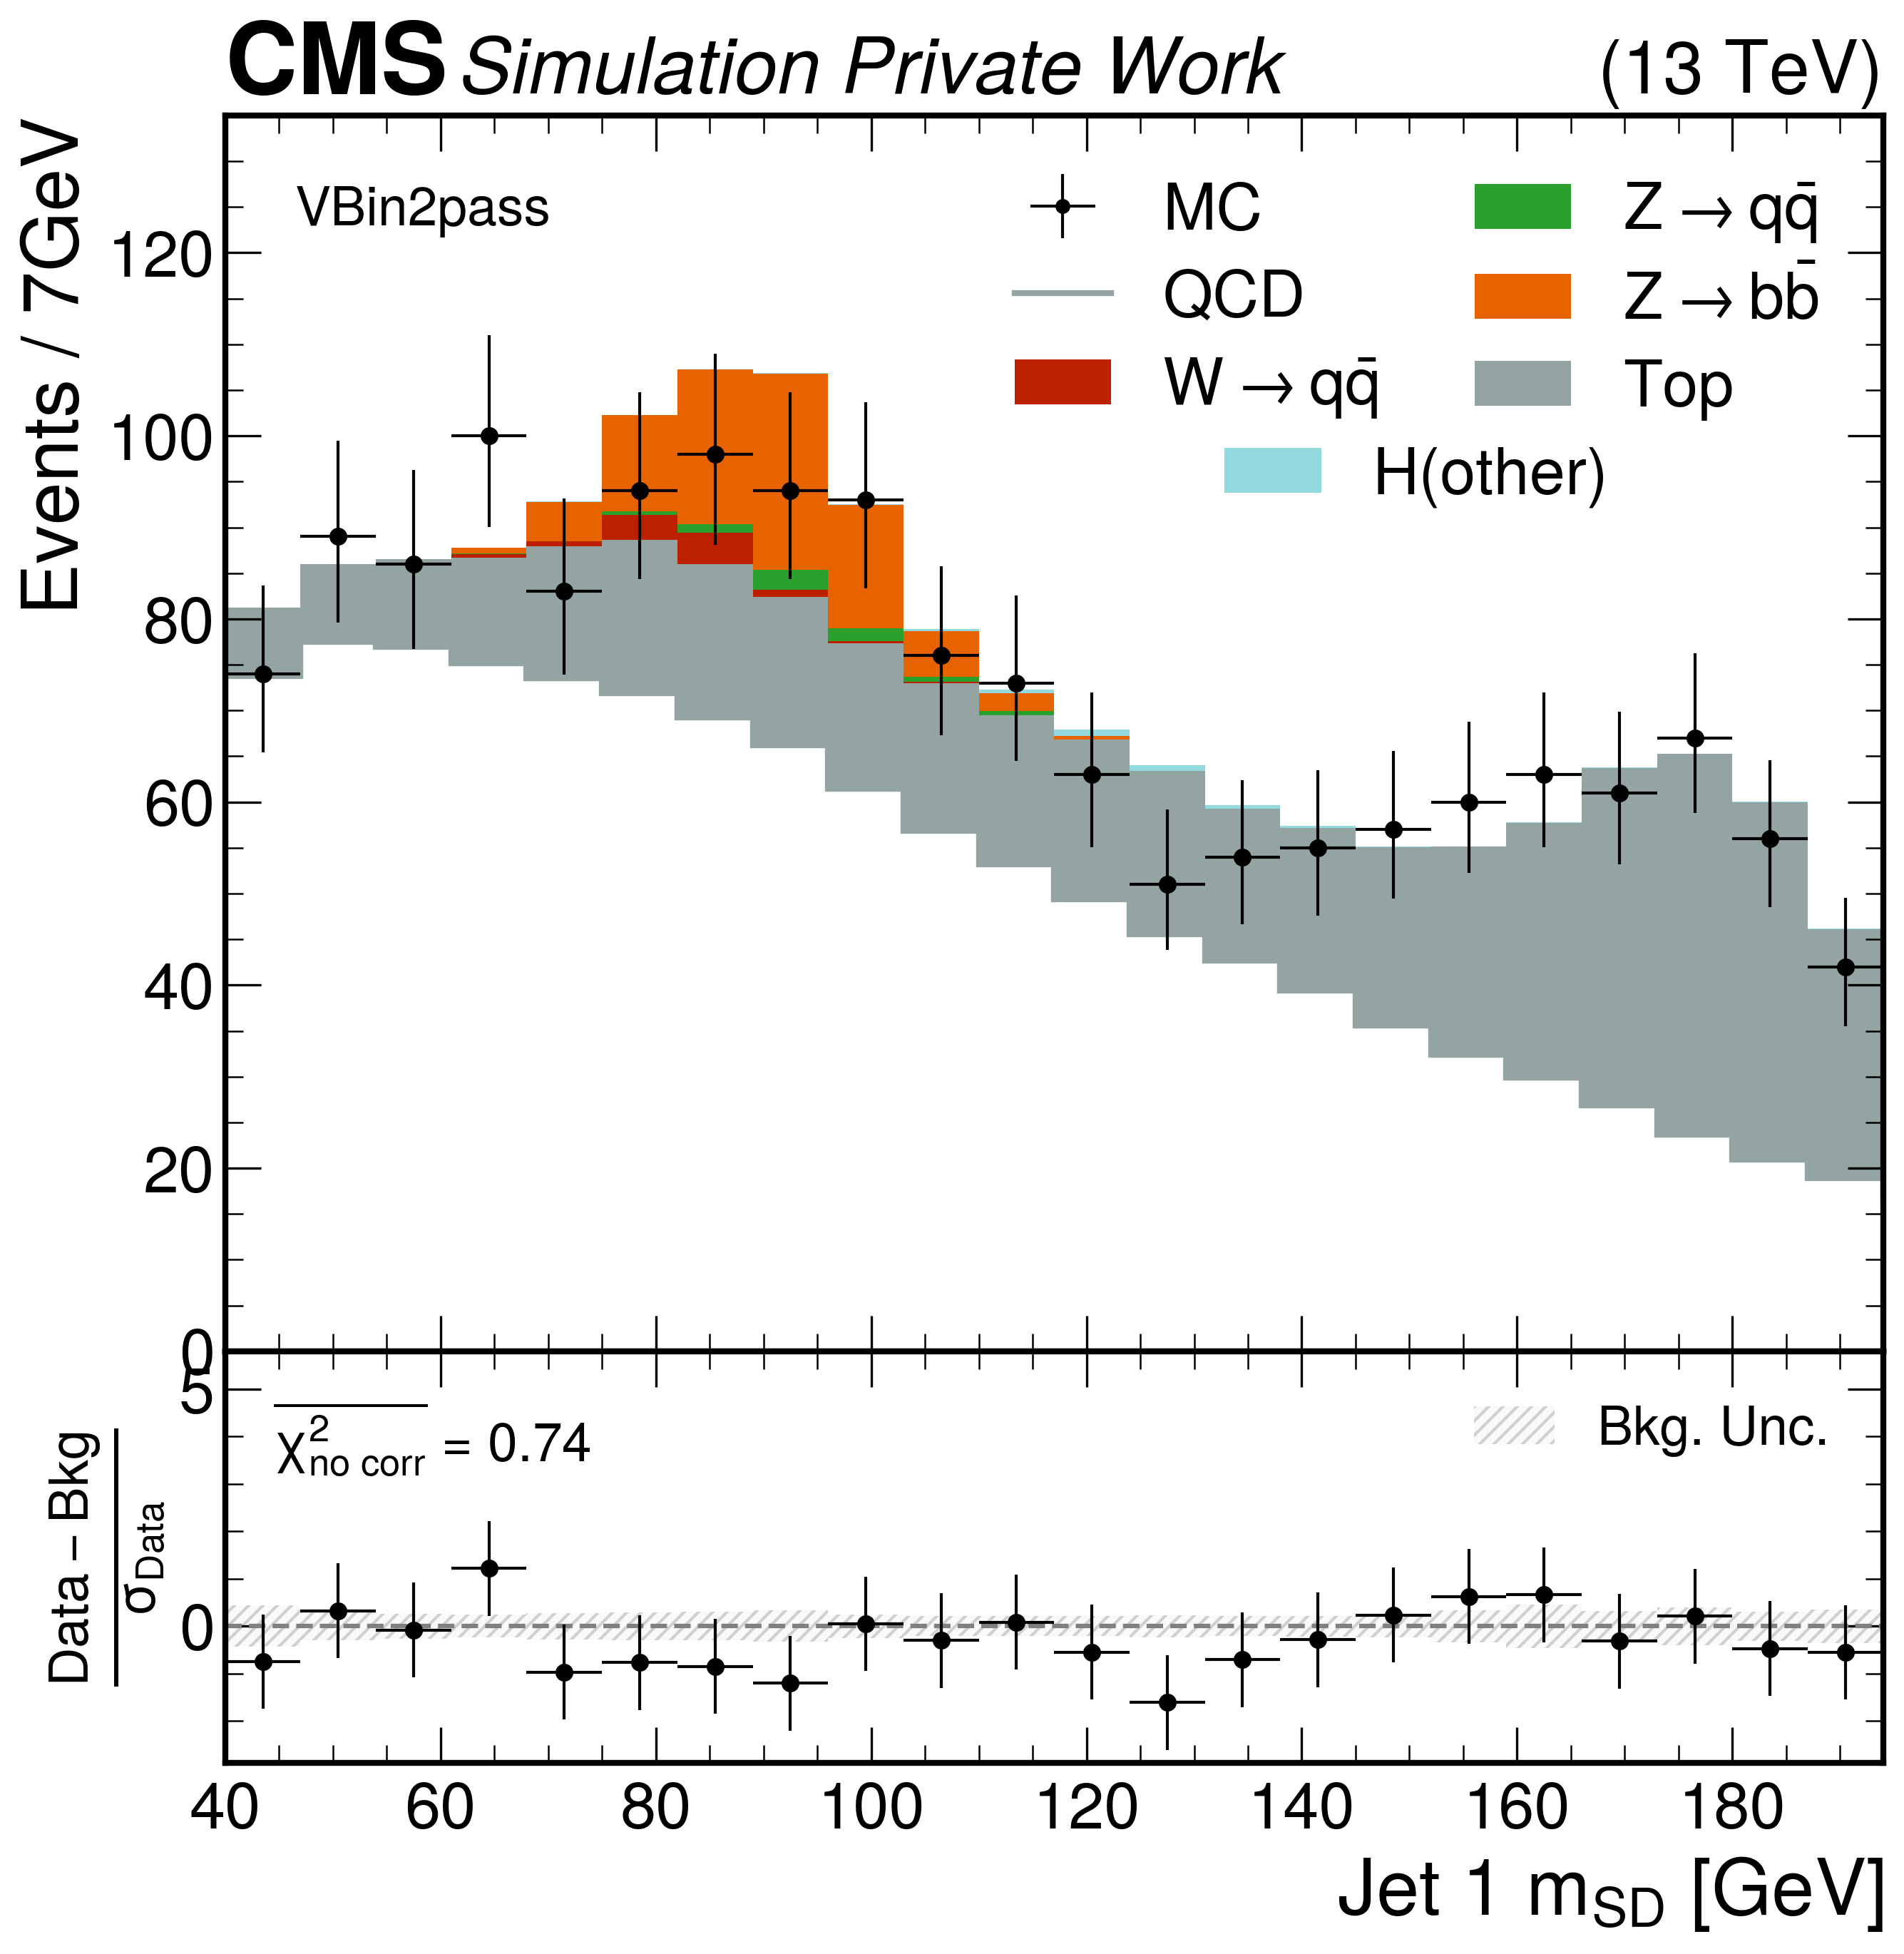 CMS Simulation Private Work (13 TeV)
Events / 7GeV
VBin2pass
MC
QCD
W → qq̄
Z → qq̄
Z → bb̄
Top
H(other)
120
100
80
60
40
20
0
5
0
χ²no corr = 0.74
Bkg. Unc.
Data − Bkg
σData
40 60 80 100 120 140 160 180
Jet 1 mSD [GeV]